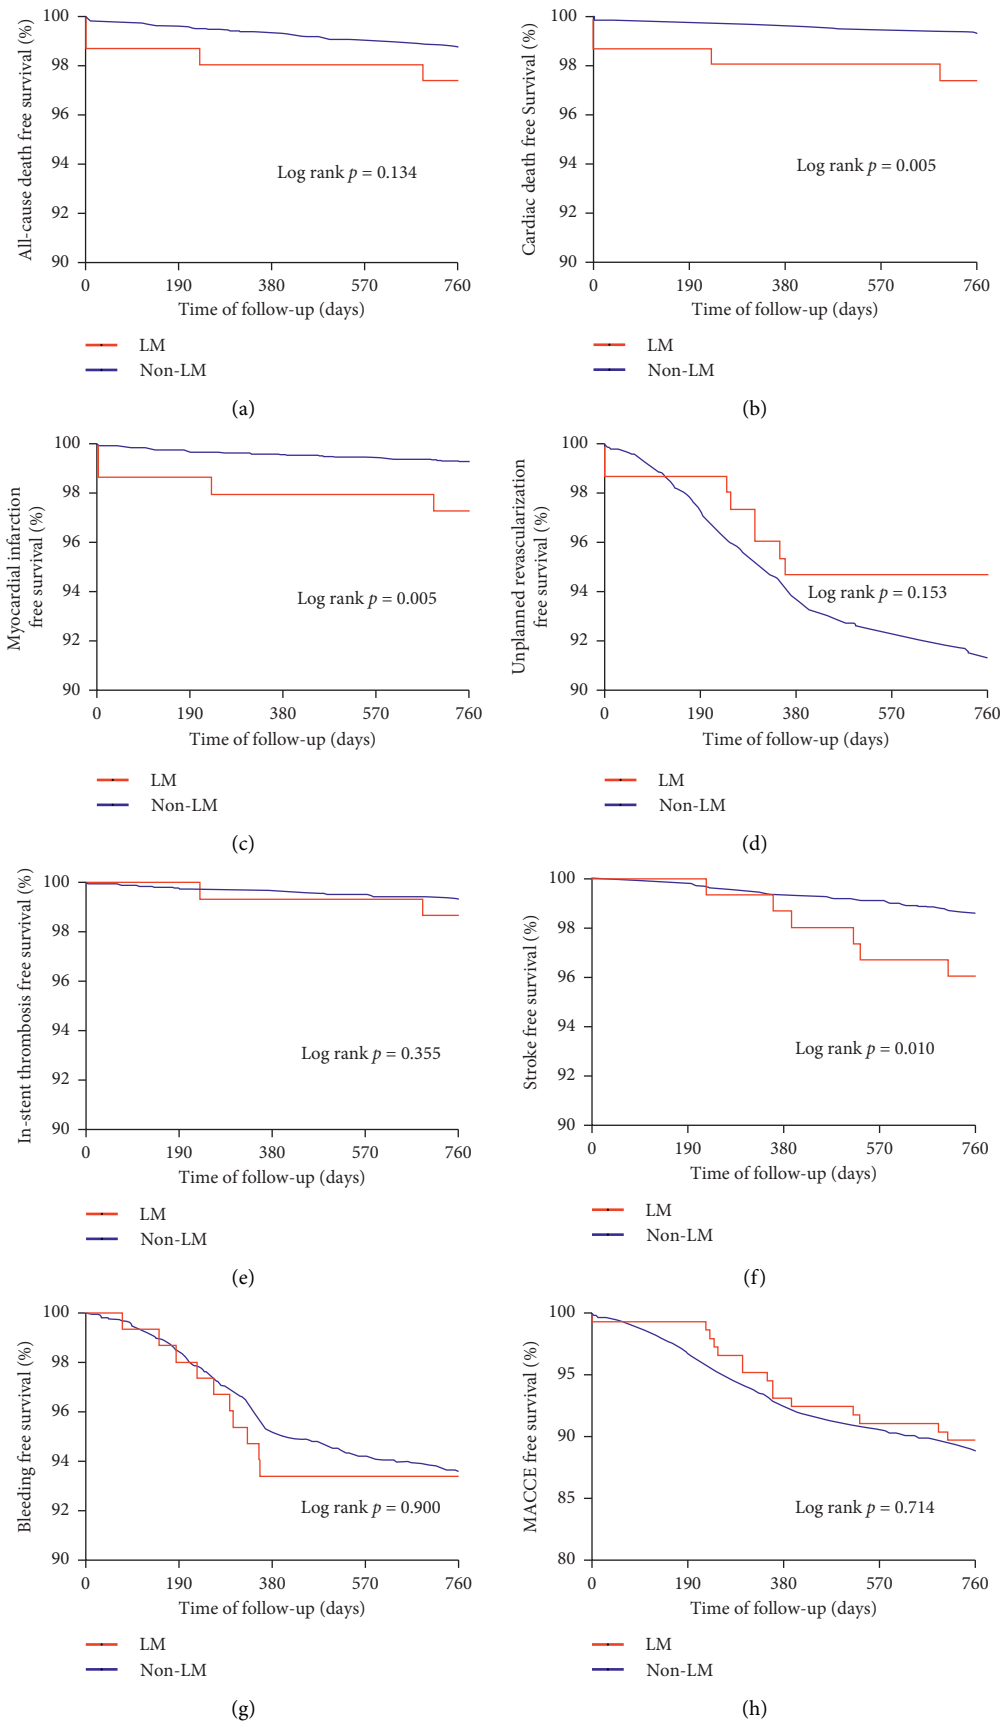 All-cause death free survival (%)
100
98
96
94
92
90
Log rank p = 0.134
0 190 380 570 760
Time of follow-up (days)
LM
Non-LM
(a)
Cardiac death free Survival (%)
100
98
96
94
92
90
Log rank p = 0.005
0 190 380 570 760
Time of follow-up (days)
LM
Non-LM
(b)
Myocardial infarction
free survival (%)
100
98
96
94
92
90
Log rank p = 0.005
0 190 380 570 760
Time of follow-up (days)
LM
Non-LM
(c)
Unplanned revascularization
free survival (%)
100
98
96
94
92
90
Log rank p = 0.153
0 190 380 570 760
Time of follow-up (days)
LM
Non-LM
(d)
In-stent thrombosis free survival (%)
100
98
96
94
92
90
Log rank p = 0.355
0 190 380 570 760
Time of follow-up (days)
LM
Non-LM
(e)
Stroke free survival (%)
100
98
96
94
92
90
Log rank p = 0.010
0 190 380 570 760
Time of follow-up (days)
LM
Non-LM
(f)
Bleeding free survival (%)
100
98
96
94
92
90
Log rank p = 0.900
0 190 380 570 760
Time of follow-up (days)
LM
Non-LM
(g)
MACCE free survival (%)
100
95
90
85
80
Log rank p = 0.714
0 190 380 570 760
Time of follow-up (days)
LM
Non-LM
(h)